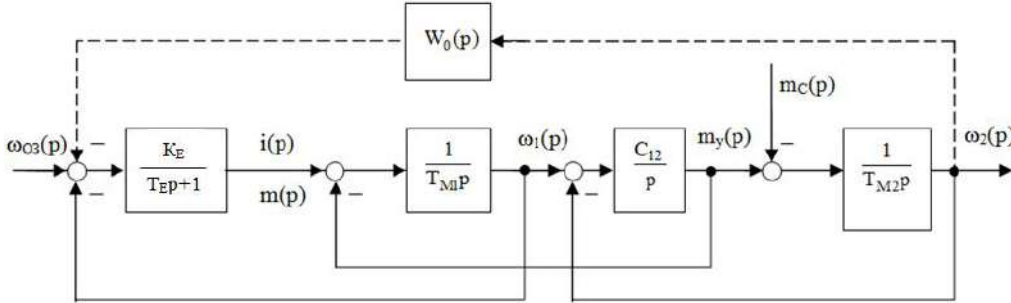 W₀(p)
m_C(p)
ω_O3(p)
−
K_E
T_Ep+1
i(p)
m(p)
−
1
T_M1p
ω₁(p)
−
C₁₂
p
m_y(p)
−
1
T_M2p
ω₂(p)
−